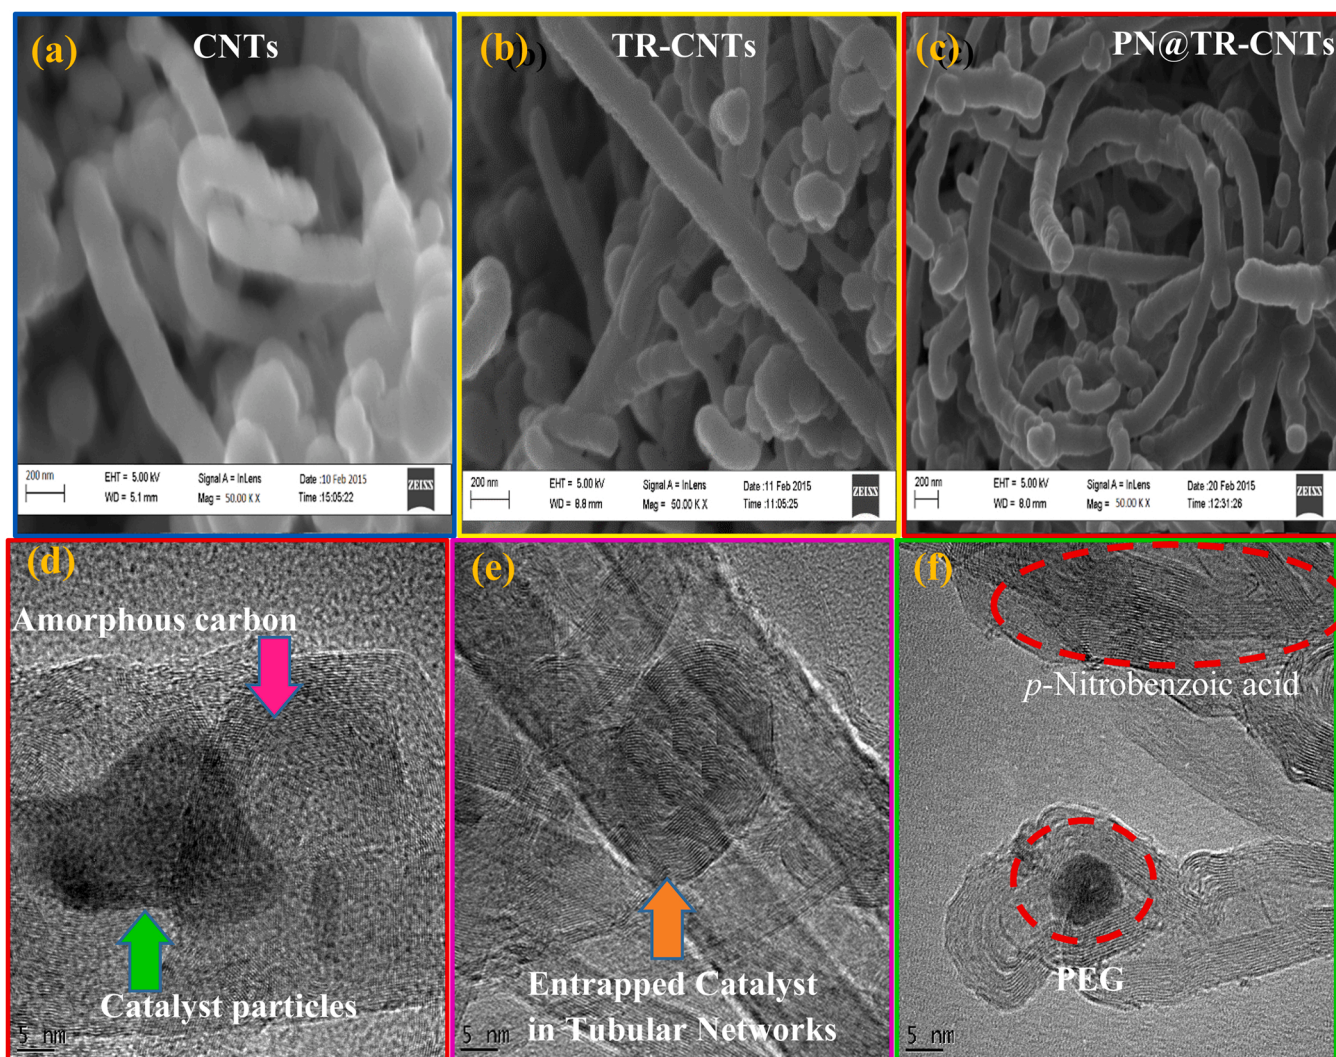 (a)
CNTs
200 nm
EHT = 5.00 kV
Signal A = InLens
Date :10 Feb 2015
WD = 5.1 mm
Mag = 50.00 K X
Time :15:05:22
ZEISS
(b)
TR-CNTs
200 nm
EHT = 5.00 kV
Signal A = InLens
Date :11 Feb 2015
WD = 8.8 mm
Mag = 50.00 K X
Time :11:05:25
ZEISS
(c)
PN@TR-CNTs
200 nm
EHT = 5.00 kV
Signal A = InLens
Date :20 Feb 2015
WD = 8.0 mm
Mag = 50.00 K X
Time :12:31:26
ZEISS
(d)
Amorphous carbon
Catalyst particles
5 nm
(e)
Entrapped Catalyst
in Tubular Networks
5 nm
(f)
p-Nitrobenzoic acid
PEG
5 nm